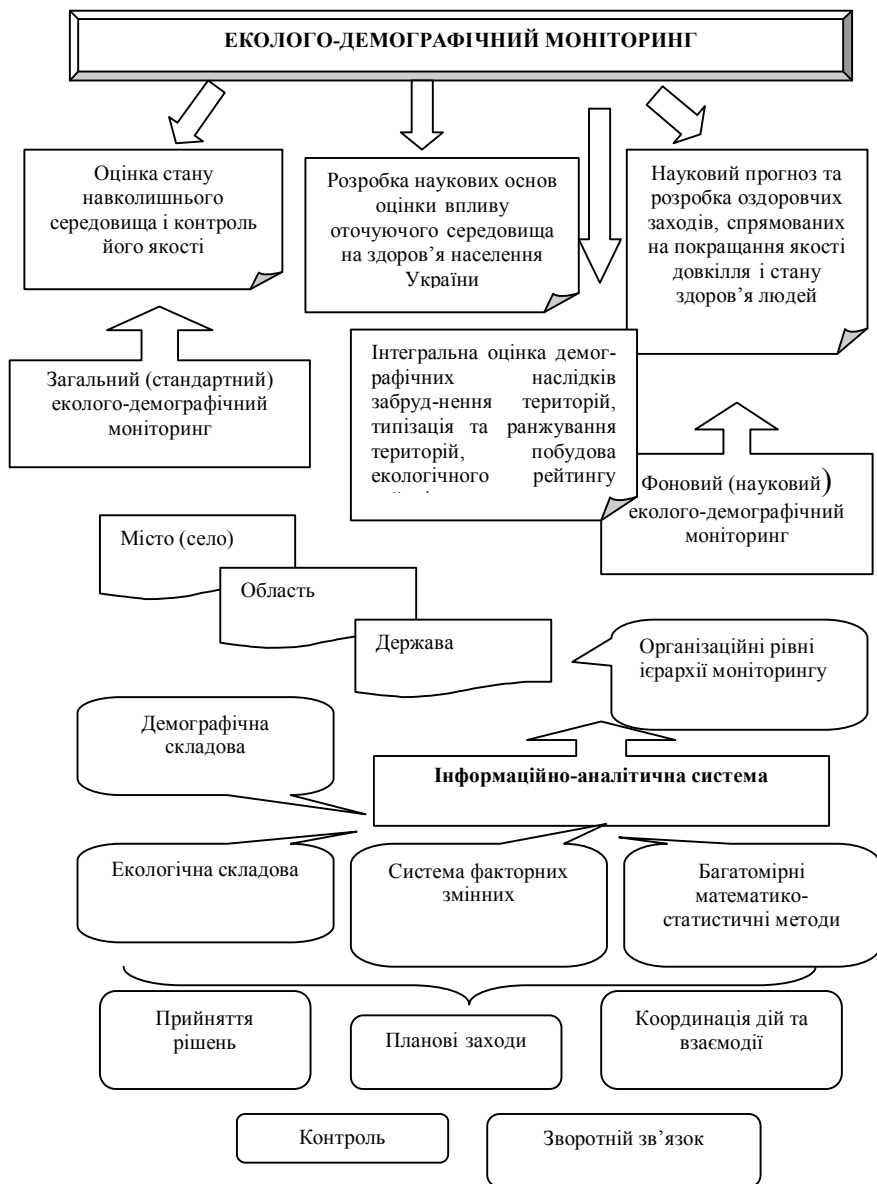 ЕКОЛОГО-ДЕМОГРАФІЧНИЙ МОНІТОРИНГ
Оцінка стану
навколишнього
середовища і контроль
його якості
Розробка наукових основ
оцінки впливу
оточуючого середовища
на здоров’я населення
України
Науковий прогноз та
розробка оздоровчих
заходів, спрямованих
на покращання якості
довкілля і стану
здоров’я людей
Загальний (стандартний)
еколого-демографічний
моніторинг
Інтегральна оцінка демог-
рафічних наслідків
забруд-нення територій,
типізація та ранжування
територій, побудова
екологічного рейтингу
Фоновий (науковий)
еколого-демографічний
моніторинг
Місто (село)
Область
Держава
Організаційні рівні
ієрархії моніторингу
Демографічна
складова
Інформаційно-аналітична система
Екологічна складова
Система факторних
змінних
Багатомірні
математико-
статистичні методи
Прийняття
рішень
Планові заходи
Координація дій та
взаємодії
Контроль
Зворотній зв’язок